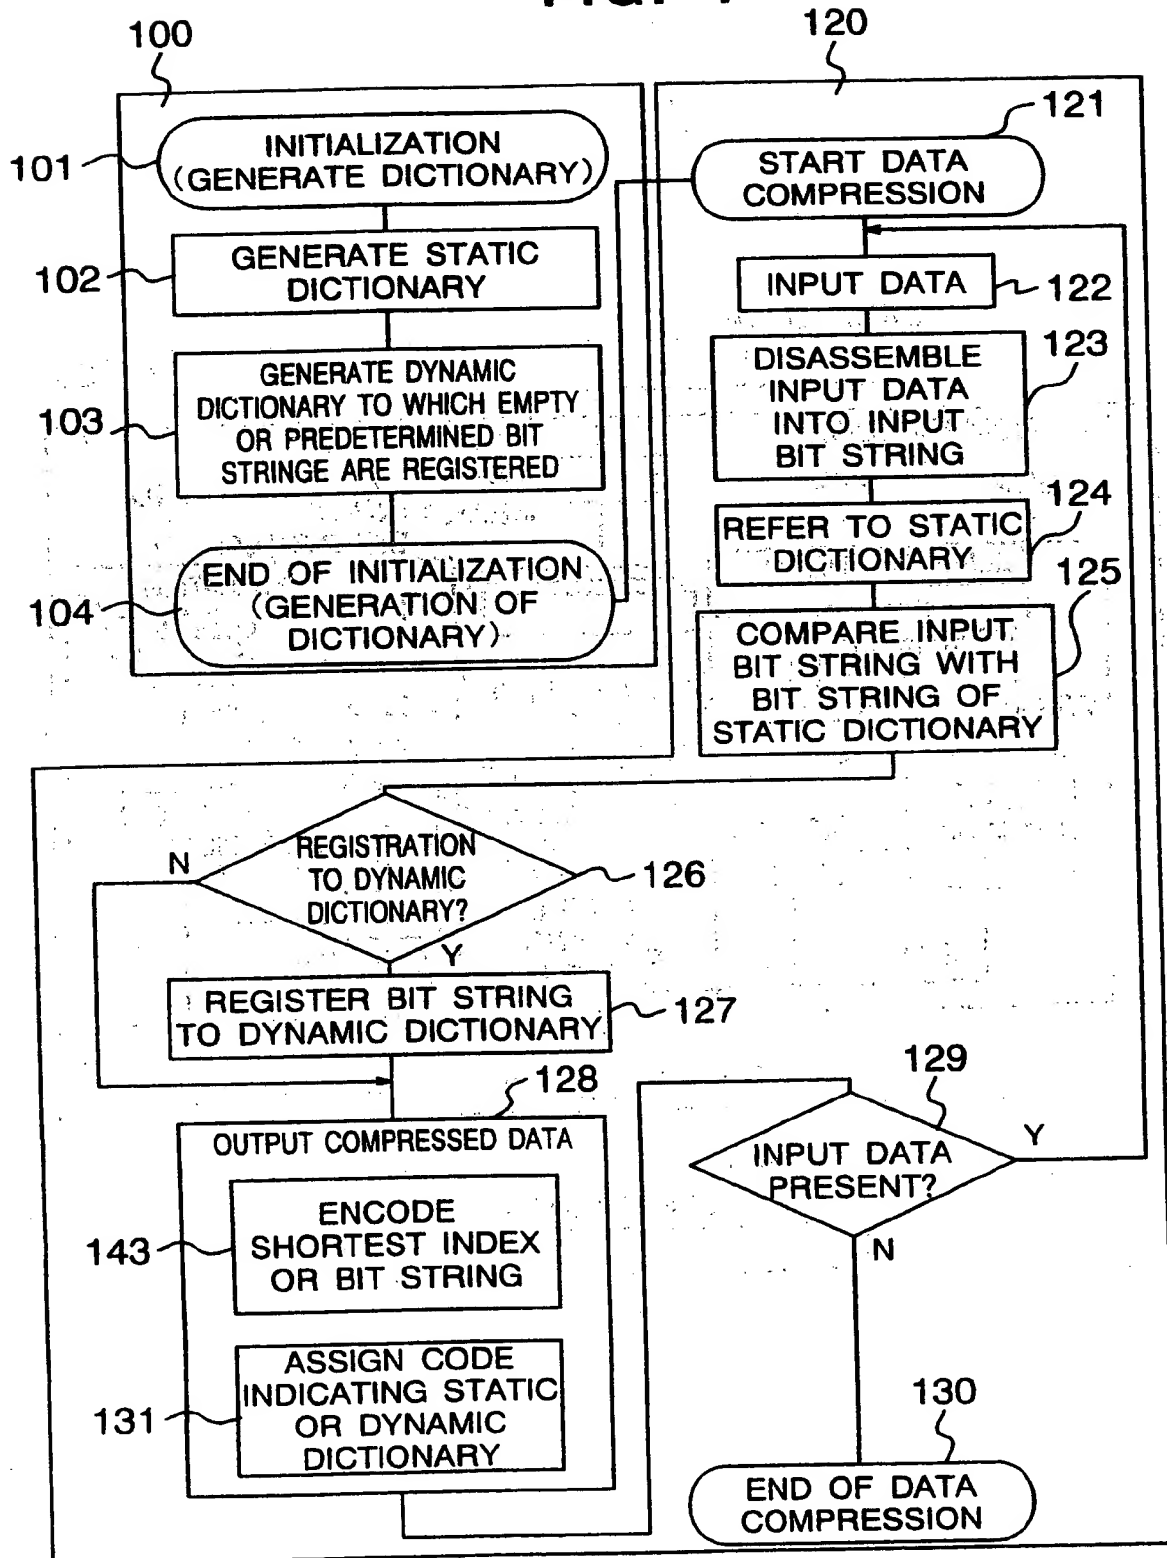 100
120
101
INITIALIZATION
(GENERATE DICTIONARY)
102
GENERATE STATIC
DICTIONARY
103
GENERATE DYNAMIC
DICTIONARY TO WHICH EMPTY
OR PREDETERMINED BIT
STRINGE ARE REGISTERED
104
END OF INITIALIZATION
(GENERATION OF
DICTIONARY)
121
START DATA
COMPRESSION
INPUT DATA
122
123
DISASSEMBLE
INPUT DATA
INTO INPUT
BIT STRING
124
REFER TO STATIC
DICTIONARY
125
COMPARE INPUT
BIT STRING WITH
BIT STRING OF
STATIC DICTIONARY
N
REGISTRATION
TO DYNAMIC
DICTIONARY?
126
Y
REGISTER BIT STRING
TO DYNAMIC DICTIONARY
127
128
OUTPUT COMPRESSED DATA
143
ENCODE
SHORTEST INDEX
OR BIT STRING
131
ASSIGN CODE
INDICATING STATIC
OR DYNAMIC
DICTIONARY
129
INPUT DATA
PRESENT?
Y
N
130
END OF DATA
COMPRESSION